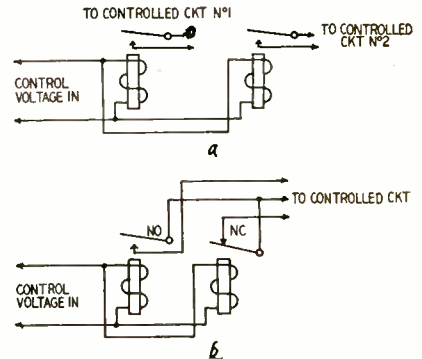 TO CONTROLLED CKT Nº1
TO CONTROLLED
CKT Nº2
CONTROL
VOLTAGE IN
a
TO CONTROLLED CKT
NO
NC
CONTROL
VOLTAGE IN
b